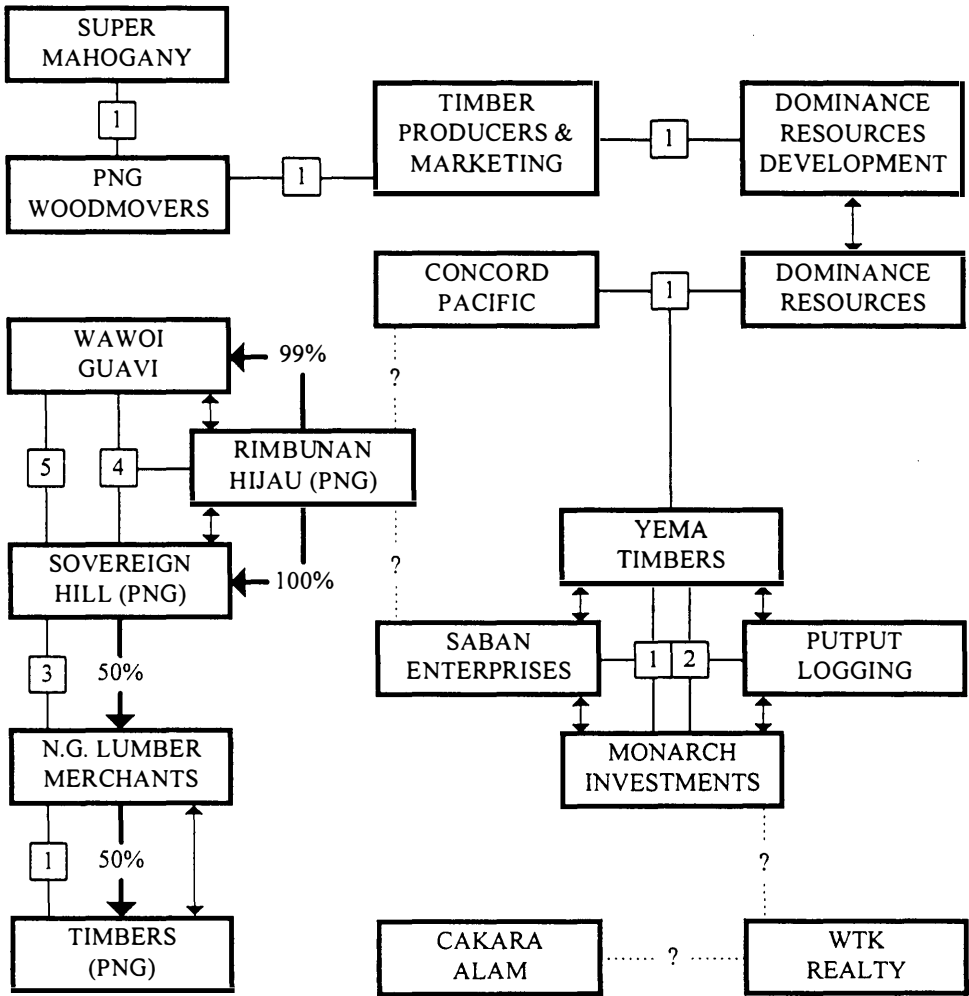 SUPER
MAHOGANY
1
PNG
WOODMOVERS
1
TIMBER
PRODUCERS &
MARKETING
1
DOMINANCE
RESOURCES
DEVELOPMENT
CONCORD
PACIFIC
1
DOMINANCE
RESOURCES
WAWOI
GUAVI
99%
?
5
4
RIMBUNAN
HIJAU (PNG)
SOVEREIGN
HILL (PNG)
100%
?
YEMA
TIMBERS
3
50%
SABAN
ENTERPRISES
1
2
PUTPUT
LOGGING
N.G. LUMBER
MERCHANTS
MONARCH
INVESTMENTS
1
50%
?
TIMBERS
(PNG)
CAKARA
ALAM
?
WTK
REALTY